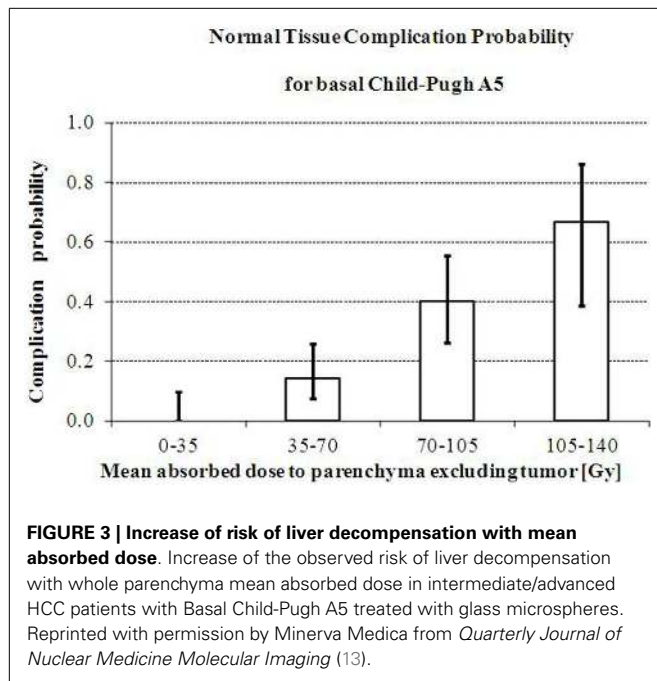 Normal Tissue Complication Probability
for basal Child-Pugh A5
Complication probability
1.0
0.8
0.6
0.4
0.2
0.0
0-35 35-70 70-105 105-140
Mean absorbed dose to parenchyma excluding tumor [Gy]
FIGURE 3 | Increase of risk of liver decompensation with mean
absorbed dose. Increase of the observed risk of liver decompensation
with whole parenchyma mean absorbed dose in intermediate/advanced
HCC patients with Basal Child-Pugh A5 treated with glass microspheres.
Reprinted with permission by Minerva Medica from Quarterly Journal of
Nuclear Medicine Molecular Imaging (13).